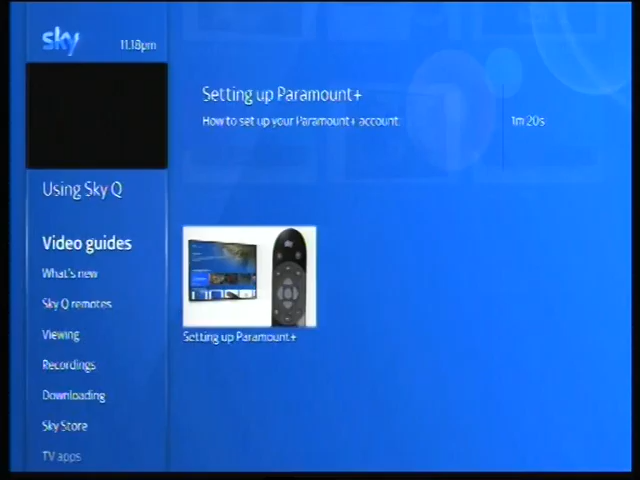 sky
11.18pm
Setting up Paramount+
How to set up your Paramount+ account.
1m 20s
Using Sky Q
Video guides
What's new
Sky Q remotes
Viewing
Recordings
Downloading
Sky Store
TV apps
Setting up Paramount+